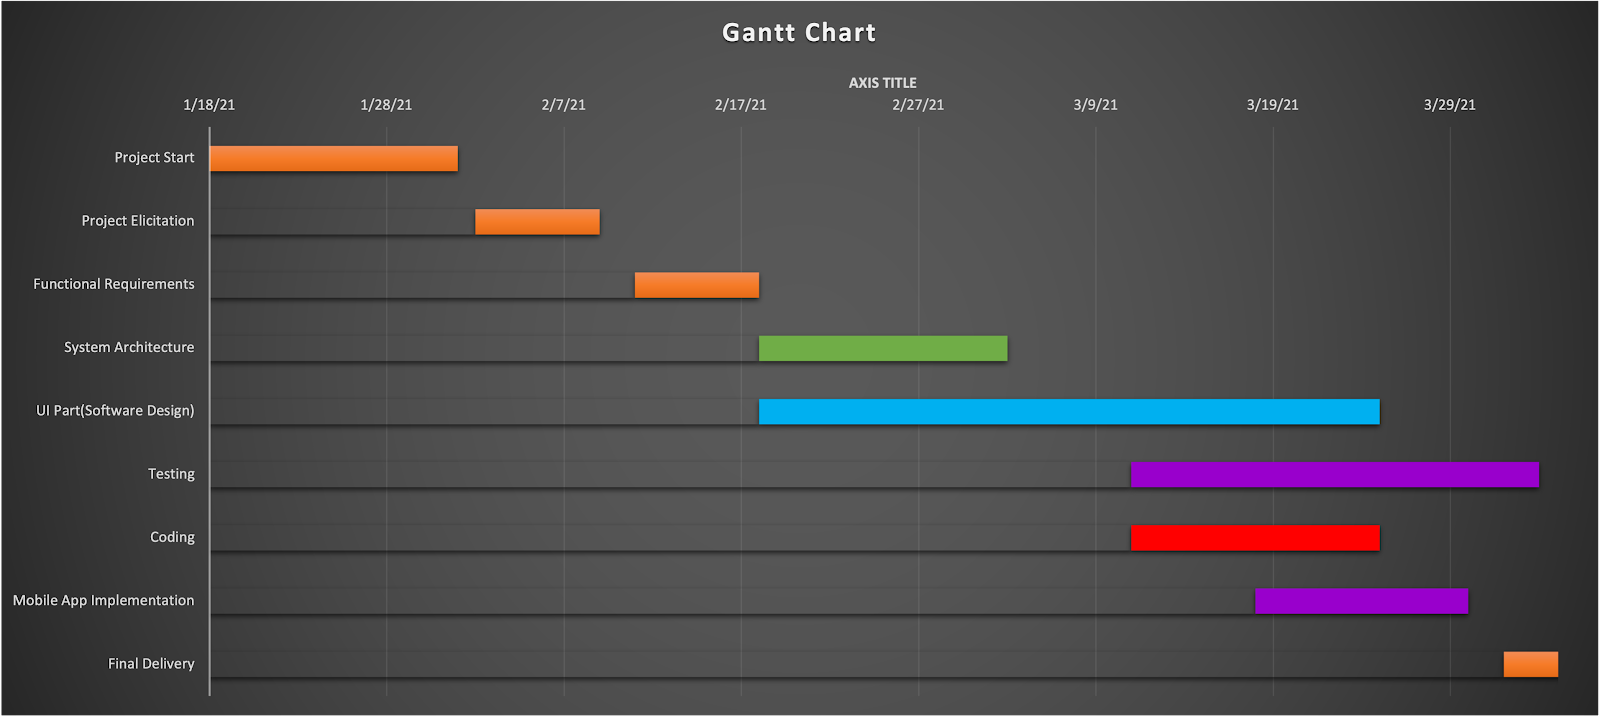 Gantt Chart
AXIS TITLE
1/18/21 1/28/21 2/7/21 2/17/21 2/27/21 3/9/21 3/19/21 3/29/21
Project Start
Project Elicitation
Functional Requirements
System Architecture
UI Part(Software Design)
Testing
Coding
Mobile App Implementation
Final Delivery